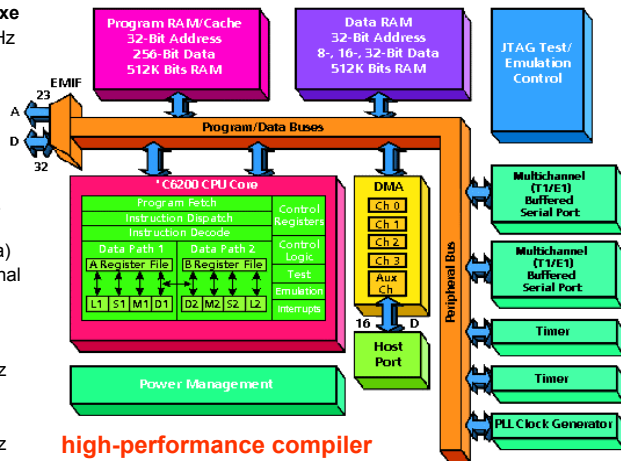 xe
Hz
a)
nal
z
z
Program RAM/Cache
32-Bit Address
256-Bit Data
512K Bits RAM
Data RAM
32-Bit Address
8-, 16-, 32-Bit Data
512K Bits RAM
JTAG Test/
Emulation
Control
23
EMIF
A
D
32
Program/Data Buses
'C6200 CPU Core
Program Fetch
Instruction Dispatch
Instruction Decode
Control
Registers
Data Path 1
Data Path 2
Control
Logic
A Register File
B Register File
Test
Emulation
Interrupts
L1 S1 M1 D1
D2 M2 S2 L2
DMA
Ch 0
Ch 1
Ch 2
Ch 3
Aux
Ch
16
D
Host
Port
Peripheral Bus
Multichannel
(T1/E1)
Buffered
Serial Port
Multichannel
(T1/E1)
Buffered
Serial Port
Timer
Timer
PLL Clock Generator
Power Management
high-performance compiler